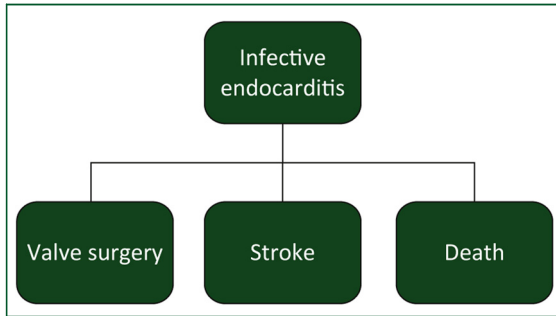 Infective
endocarditis
Valve surgery
Stroke
Death